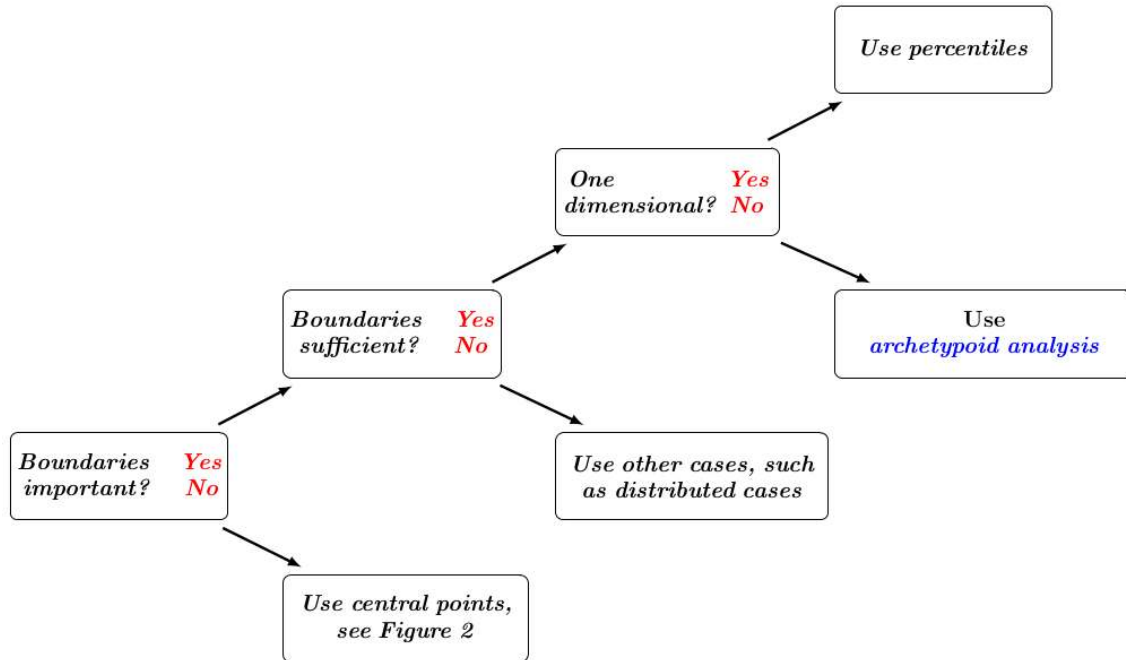 Use percentiles
One Yes
dimensional? No
Boundaries Yes
sufficient? No
Use
archetypoid analysis
Boundaries Yes
important? No
Use other cases, such
as distributed cases
Use central points,
see Figure 2